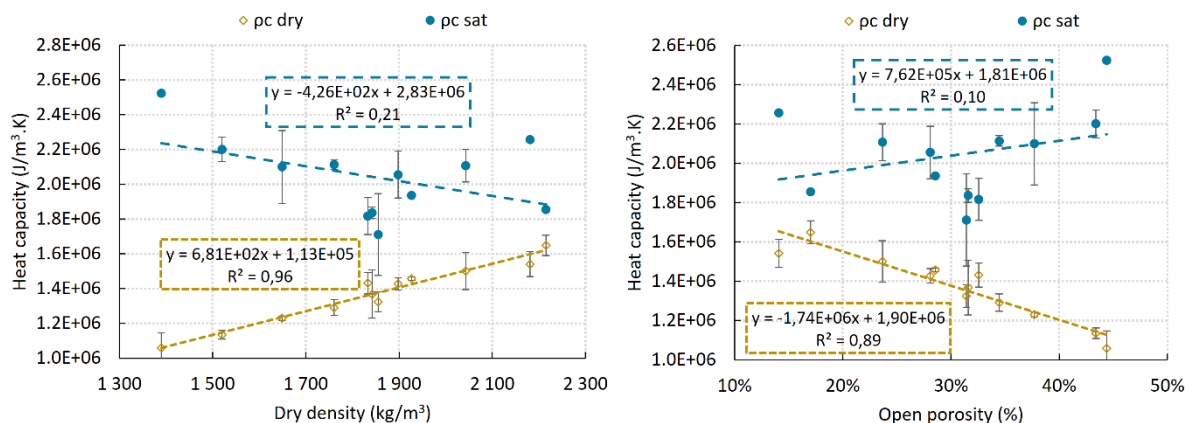 ρc dry ρc sat
2.8E+06
2.6E+06
2.4E+06
2.2E+06
2.0E+06
1.8E+06
1.6E+06
1.4E+06
1.2E+06
1.0E+06
Heat capacity (J/m³.K)
y = -4,26E+02x + 2,83E+06
R² = 0,21
y = 6,81E+02x + 1,13E+05
R² = 0,96
1 300 1 500 1 700 1 900 2 100 2 300
Dry density (kg/m³)
ρc dry ρc sat
2.6E+06
2.4E+06
2.2E+06
2.0E+06
1.8E+06
1.6E+06
1.4E+06
1.2E+06
1.0E+06
Heat capacity (J/m³.K)
y = 7,62E+05x + 1,81E+06
R² = 0,10
y = -1,74E+06x + 1,90E+06
R² = 0,89
10% 20% 30% 40% 50%
Open porosity (%)